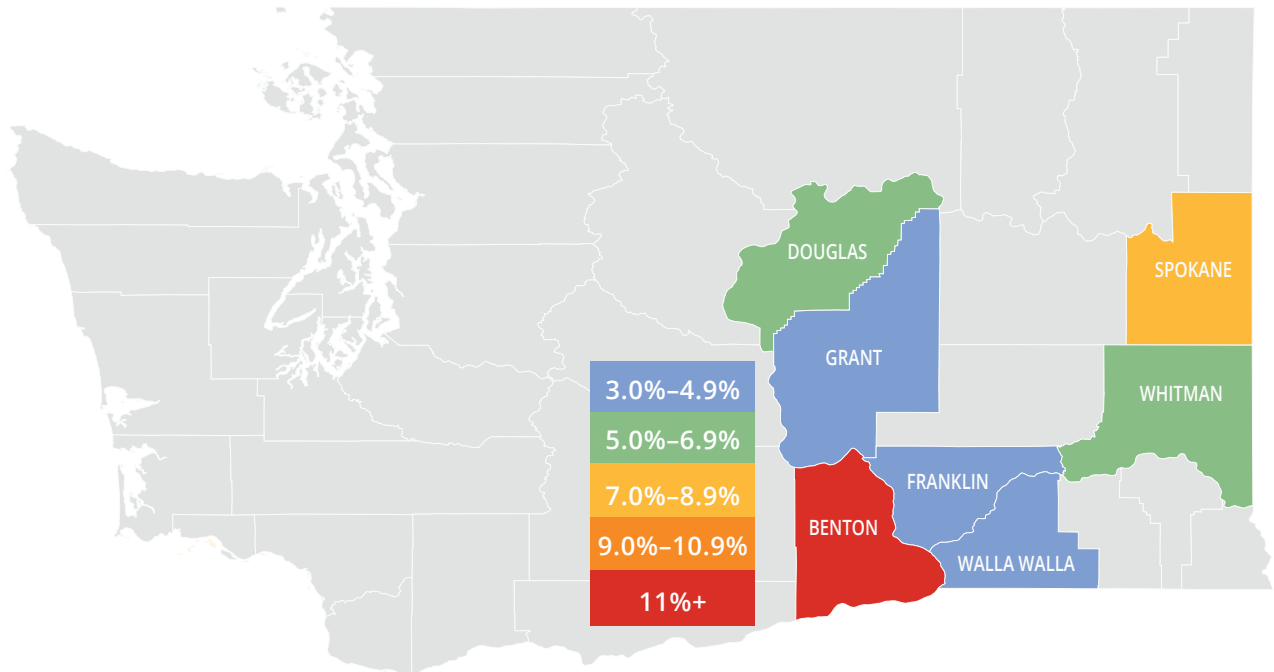 DOUGLAS
SPOKANE
GRANT
3.0%–4.9%
WHITMAN
5.0%–6.9%
FRANKLIN
7.0%–8.9%
BENTON
9.0%–10.9%
WALLA WALLA
11%+